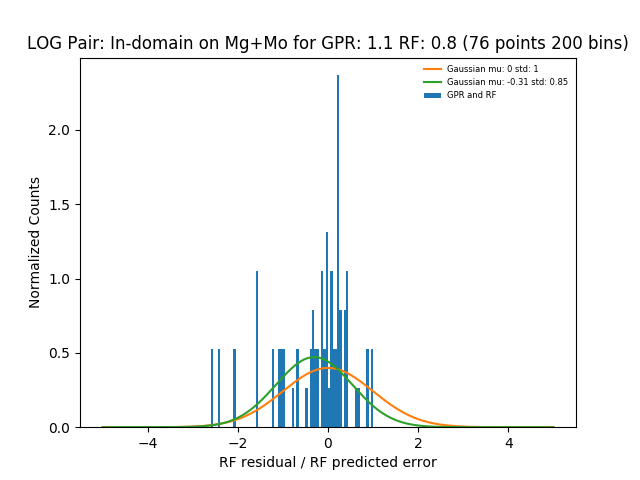 LOG Pair: In-domain on Mg+Mo for GPR: 1.1 RF: 0.8 (76 points 200 bins)
Gaussian mu: 0 std: 1
Gaussian mu: -0.31 std: 0.85
GPR and RF
Normalized Counts
2.0
1.5
1.0
0.5
0.0
−4 −2 0 2 4
RF residual / RF predicted error